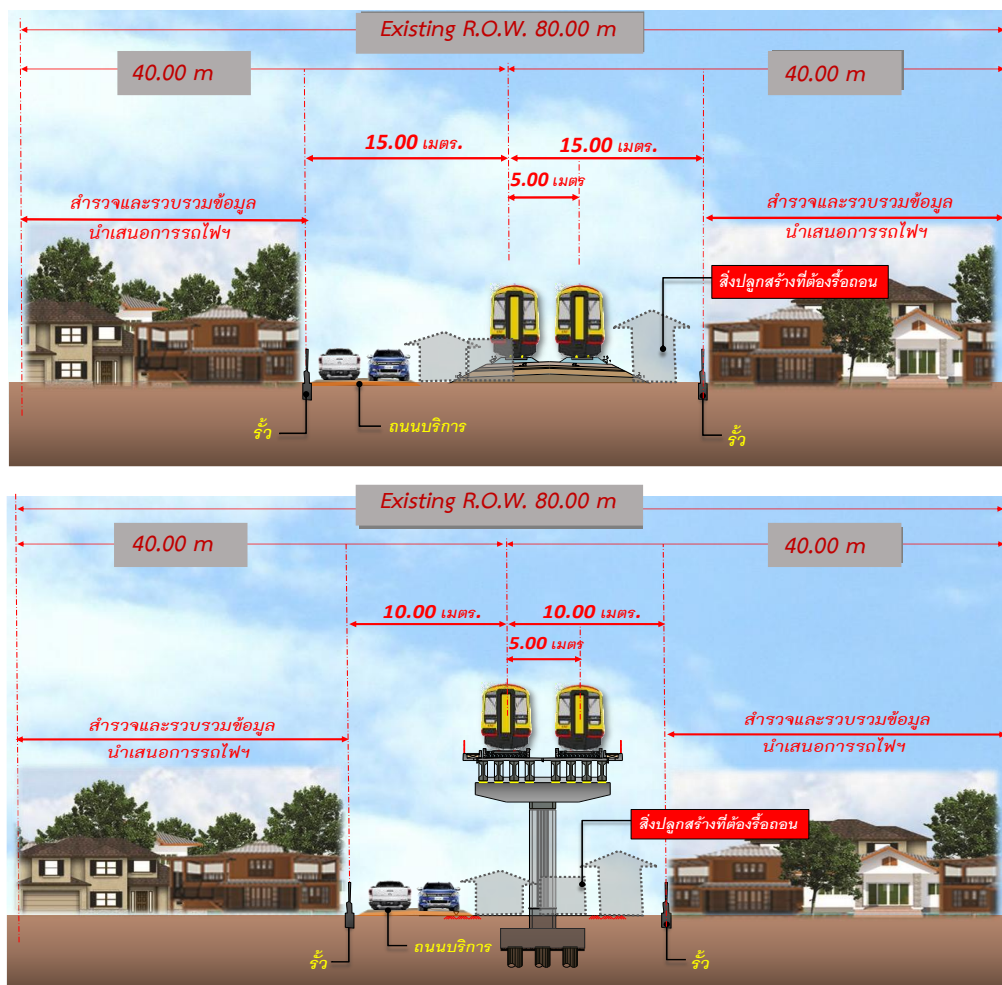 Existing R.O.W. 80.00 m
40.00 m
40.00 m
15.00 เมตร.
15.00 เมตร.
5.00 เมตร
สำรวจและรวบรวมข้อมูล
นำเสนอการรถไฟฯ
สำรวจและรวบรวมข้อมูล
นำเสนอการรถไฟฯ
สิ่งปลูกสร้างที่ต้องรื้อถอน
รั้ว
ถนนบริการ
รั้ว
Existing R.O.W. 80.00 m
40.00 m
40.00 m
10.00 เมตร.
10.00 เมตร.
5.00 เมตร
สำรวจและรวบรวมข้อมูล
นำเสนอการรถไฟฯ
สำรวจและรวบรวมข้อมูล
นำเสนอการรถไฟฯ
สิ่งปลูกสร้างที่ต้องรื้อถอน
รั้ว
ถนนบริการ
รั้ว